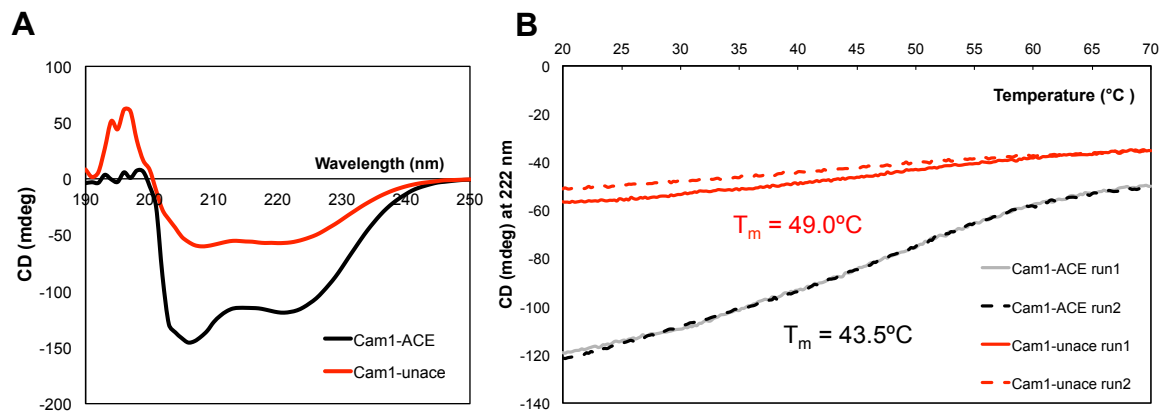 A
100
50
0
-50
-100
-150
-200
CD (mdeg)
190 200 210 220 230 240 250
Wavelength (nm)
Cam1-ACE
Cam1-unace
B
20 25 30 35 40 45 50 55 60 65 70
0
-20
-40
-60
-80
-100
-120
-140
CD (mdeg) at 222 nm
Temperature (°C )
Tm = 49.0ºC
Tm = 43.5ºC
Cam1-ACE run1
Cam1-ACE run2
Cam1-unace run1
Cam1-unace run2